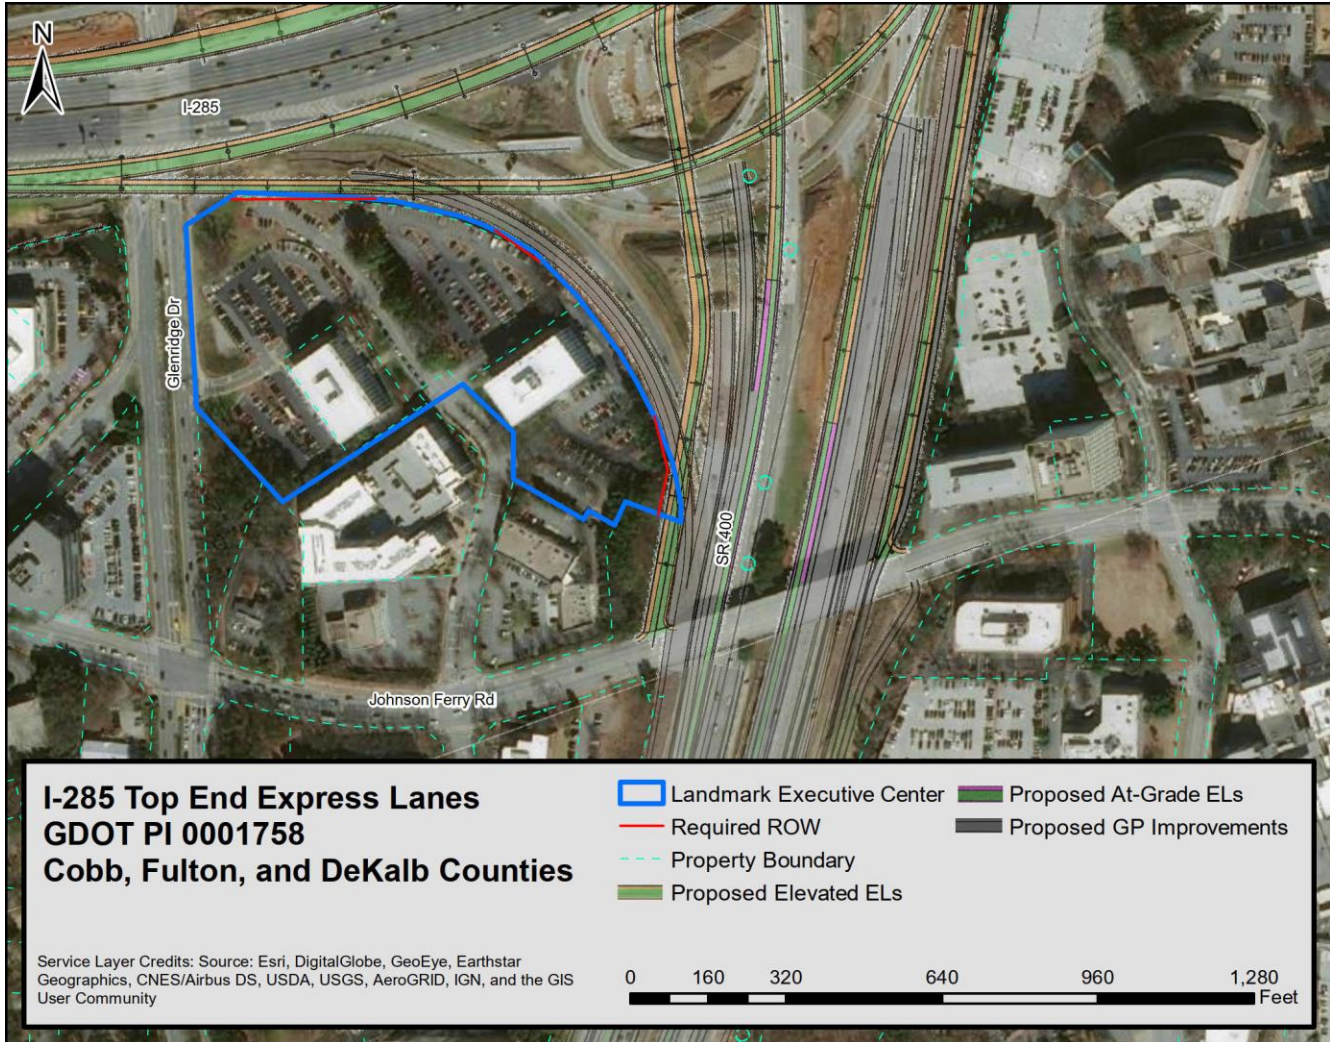 N
I-285
Glenridge Dr
SR 400
Johnson Ferry Rd
I-285 Top End Express Lanes
GDOT PI 0001758
Cobb, Fulton, and DeKalb Counties
Service Layer Credits: Source: Esri, DigitalGlobe, GeoEye, Earthstar
Geographics, CNES/Airbus DS, USDA, USGS, AeroGRID, IGN, and the GIS
User Community
Landmark Executive Center
Required ROW
Property Boundary
Proposed Elevated ELs
Proposed At-Grade ELs
Proposed GP Improvements
0 160 320 640 960 1,280
Feet